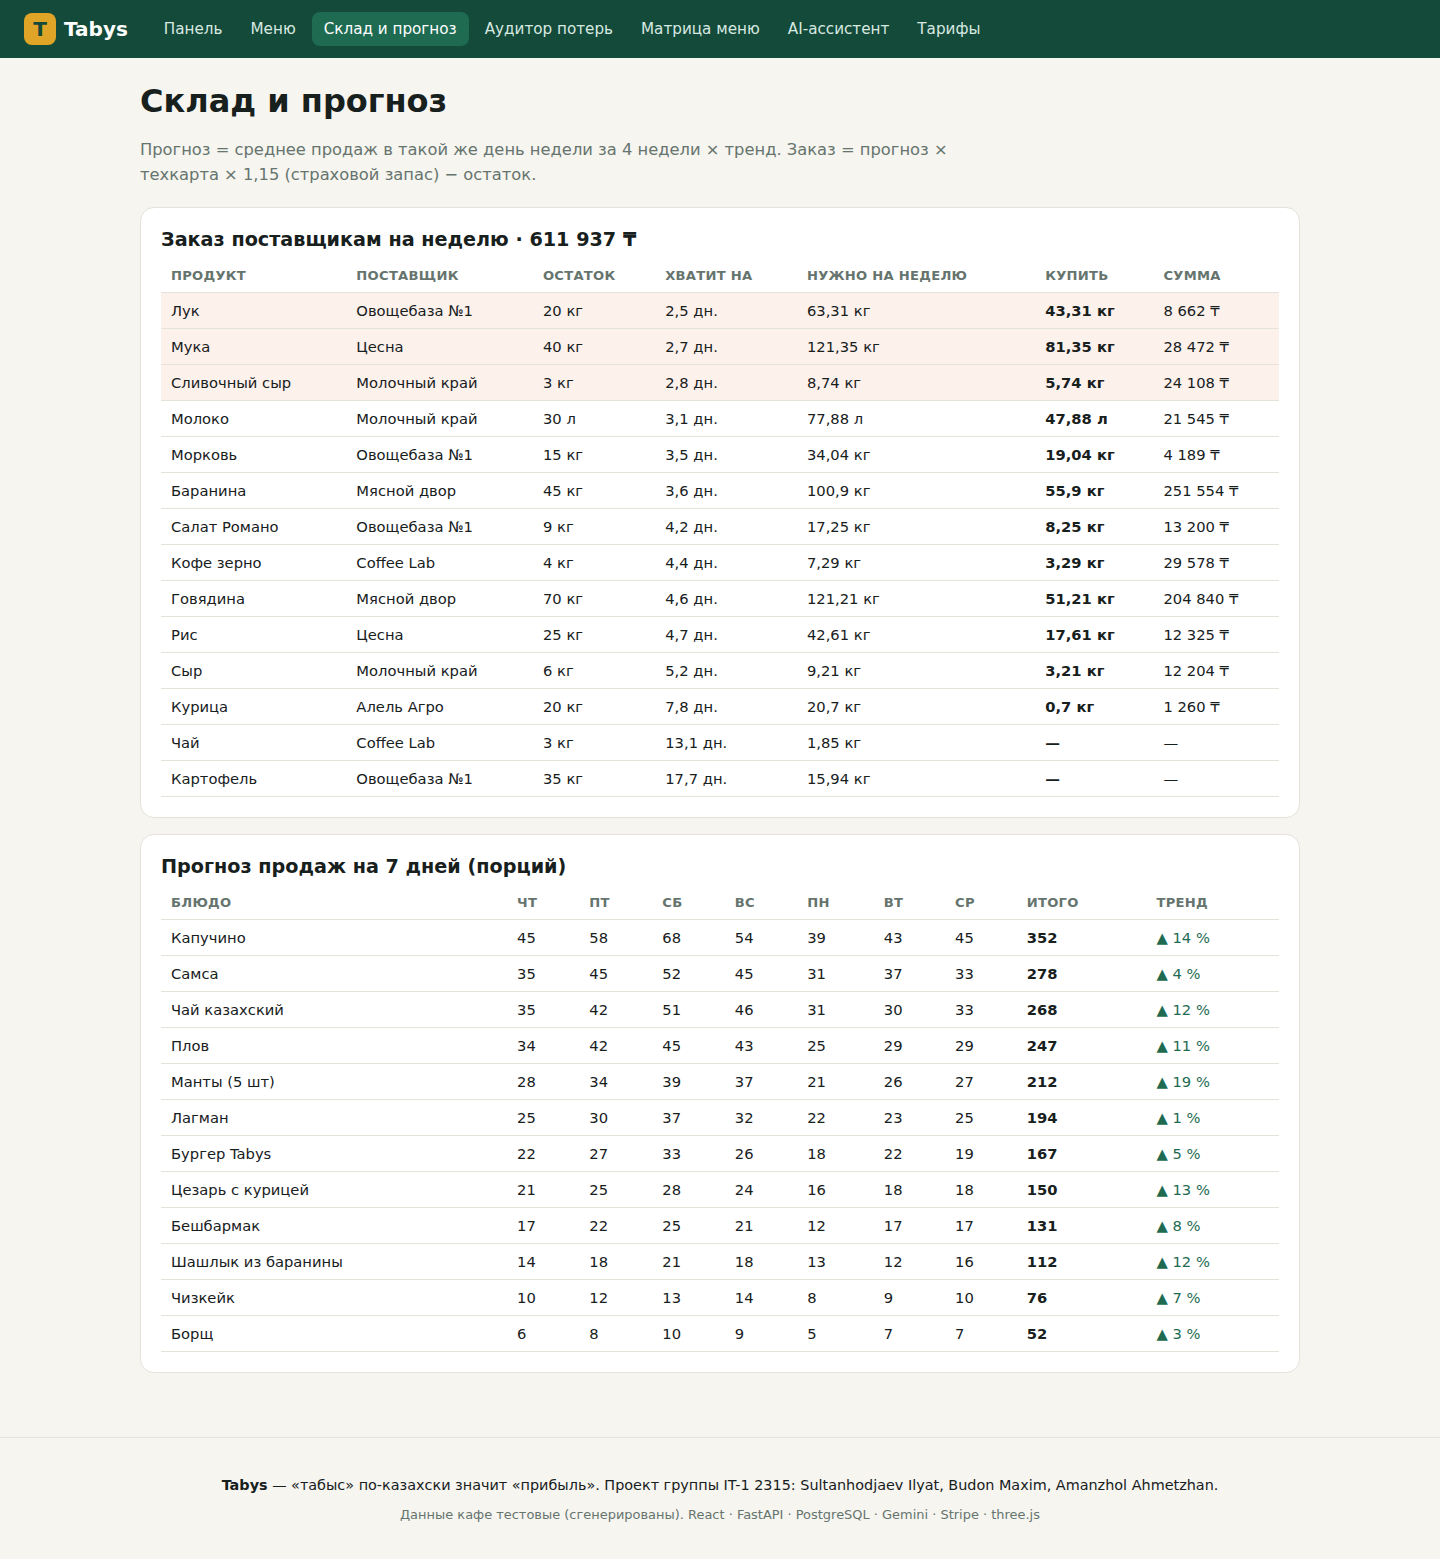 T Tabys Панель Меню Склад и прогноз Аудитор потерь Матрица меню AI-ассистент Тарифы
Склад и прогноз
Прогноз = среднее продаж в такой же день недели за 4 недели × тренд. Заказ = прогноз ×
техкарта × 1,15 (страховой запас) − остаток.
Заказ поставщикам на неделю · 611 937 ₸
ПРОДУКТ ПОСТАВЩИК ОСТАТОК ХВАТИТ НА НУЖНО НА НЕДЕЛЮ КУПИТЬ СУММА
Лук Овощебаза №1 20 кг 2,5 дн. 63,31 кг 43,31 кг 8 662 ₸
Мука Цесна 40 кг 2,7 дн. 121,35 кг 81,35 кг 28 472 ₸
Сливочный сыр Молочный край 3 кг 2,8 дн. 8,74 кг 5,74 кг 24 108 ₸
Молоко Молочный край 30 л 3,1 дн. 77,88 л 47,88 л 21 545 ₸
Морковь Овощебаза №1 15 кг 3,5 дн. 34,04 кг 19,04 кг 4 189 ₸
Баранина Мясной двор 45 кг 3,6 дн. 100,9 кг 55,9 кг 251 554 ₸
Салат Романо Овощебаза №1 9 кг 4,2 дн. 17,25 кг 8,25 кг 13 200 ₸
Кофе зерно Coffee Lab 4 кг 4,4 дн. 7,29 кг 3,29 кг 29 578 ₸
Говядина Мясной двор 70 кг 4,6 дн. 121,21 кг 51,21 кг 204 840 ₸
Рис Цесна 25 кг 4,7 дн. 42,61 кг 17,61 кг 12 325 ₸
Сыр Молочный край 6 кг 5,2 дн. 9,21 кг 3,21 кг 12 204 ₸
Курица Алель Агро 20 кг 7,8 дн. 20,7 кг 0,7 кг 1 260 ₸
Чай Coffee Lab 3 кг 13,1 дн. 1,85 кг — —
Картофель Овощебаза №1 35 кг 17,7 дн. 15,94 кг — —
Прогноз продаж на 7 дней (порций)
БЛЮДО ЧТ ПТ СБ ВС ПН ВТ СР ИТОГО ТРЕНД
Капучино 45 58 68 54 39 43 45 352 ▲ 14 %
Самса 35 45 52 45 31 37 33 278 ▲ 4 %
Чай казахский 35 42 51 46 31 30 33 268 ▲ 12 %
Плов 34 42 45 43 25 29 29 247 ▲ 11 %
Манты (5 шт) 28 34 39 37 21 26 27 212 ▲ 19 %
Лагман 25 30 37 32 22 23 25 194 ▲ 1 %
Бургер Tabys 22 27 33 26 18 22 19 167 ▲ 5 %
Цезарь с курицей 21 25 28 24 16 18 18 150 ▲ 13 %
Бешбармак 17 22 25 21 12 17 17 131 ▲ 8 %
Шашлык из баранины 14 18 21 18 13 12 16 112 ▲ 12 %
Чизкейк 10 12 13 14 8 9 10 76 ▲ 7 %
Борщ 6 8 10 9 5 7 7 52 ▲ 3 %
Tabys — «табыс» по-казахски значит «прибыль». Проект группы IT-1 2315: Sultanhodjaev Ilyat, Budon Maxim, Amanzhol Ahmetzhan.
Данные кафе тестовые (сгенерированы). React · FastAPI · PostgreSQL · Gemini · Stripe · three.js